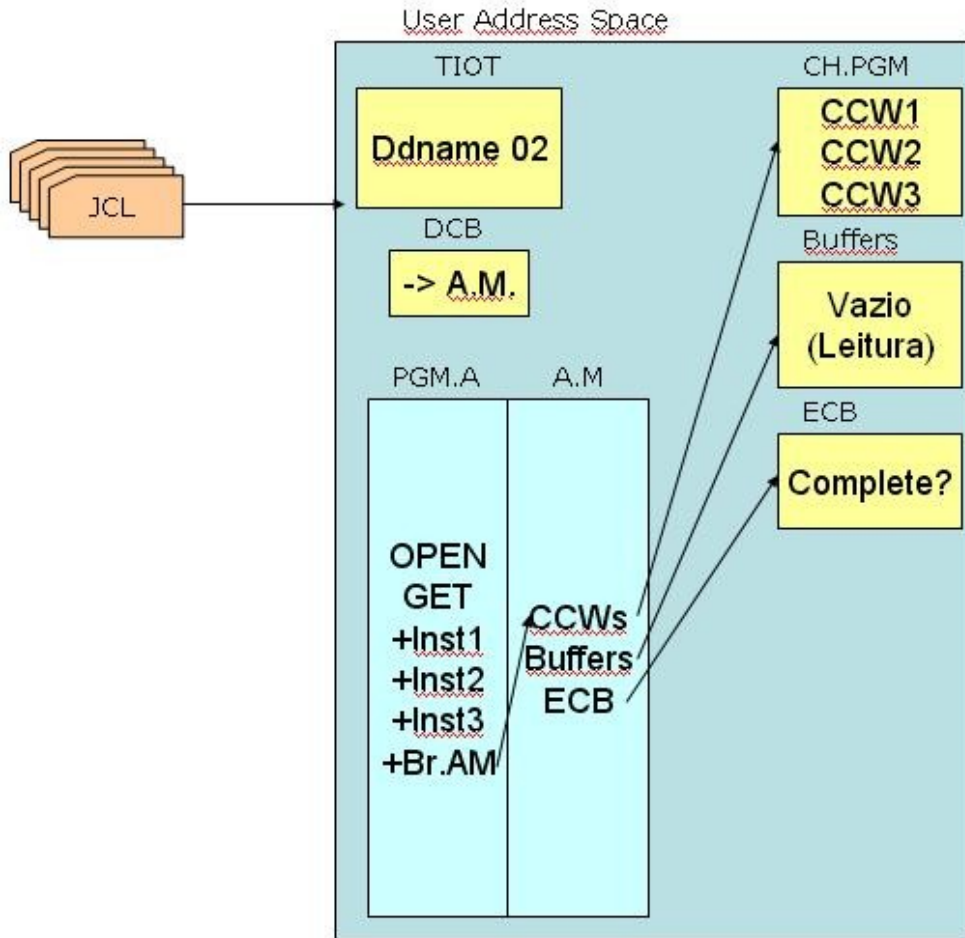 User Address Space
TIOT
Ddname 02
DCB
-> A.M.
JCL
PGM.A
OPEN
GET
+Inst1
+Inst2
+Inst3
+Br.AM
A.M
CCWs
Buffers
ECB
CH.PGM
CCW1
CCW2
CCW3
Buffers
Vazio
(Leitura)
ECB
Complete?